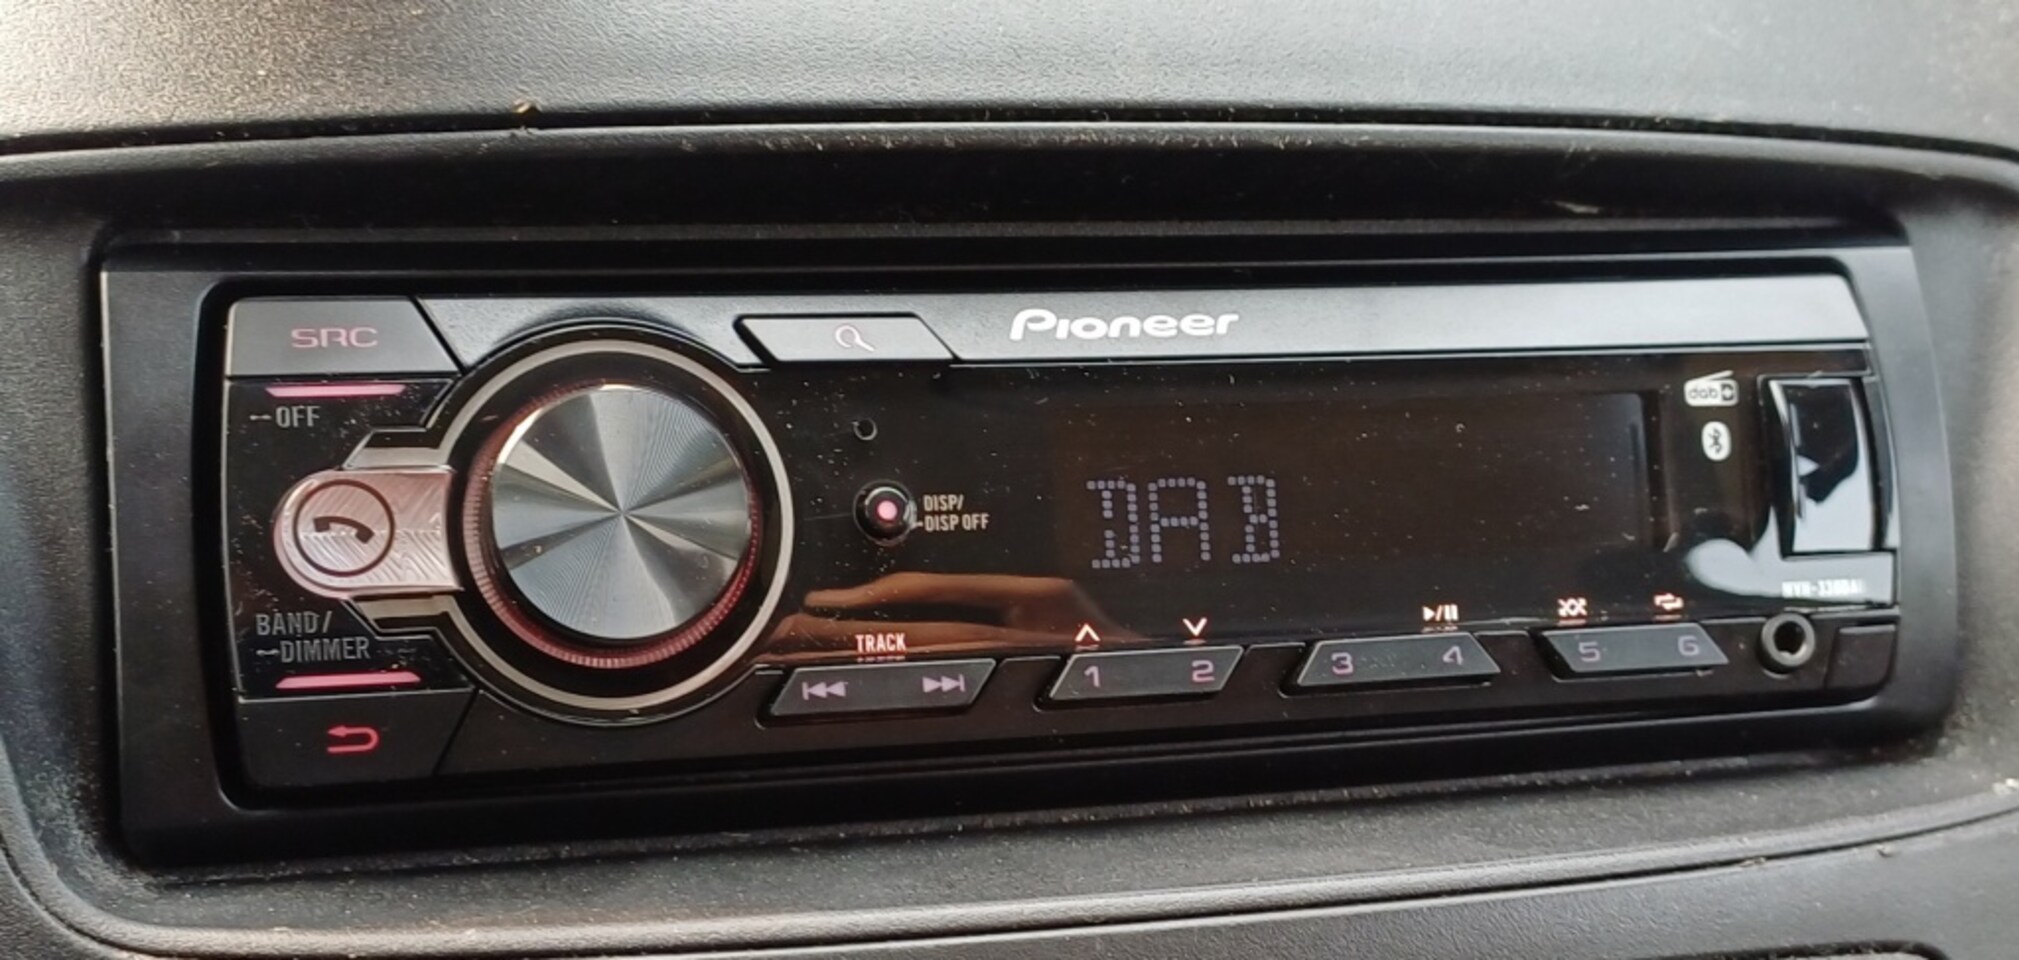 SRC
Pioneer
OFF
dab
DISP/
DISP OFF
DAB
BAND/
DIMMER
TRACK
1 2 3 4 5 6